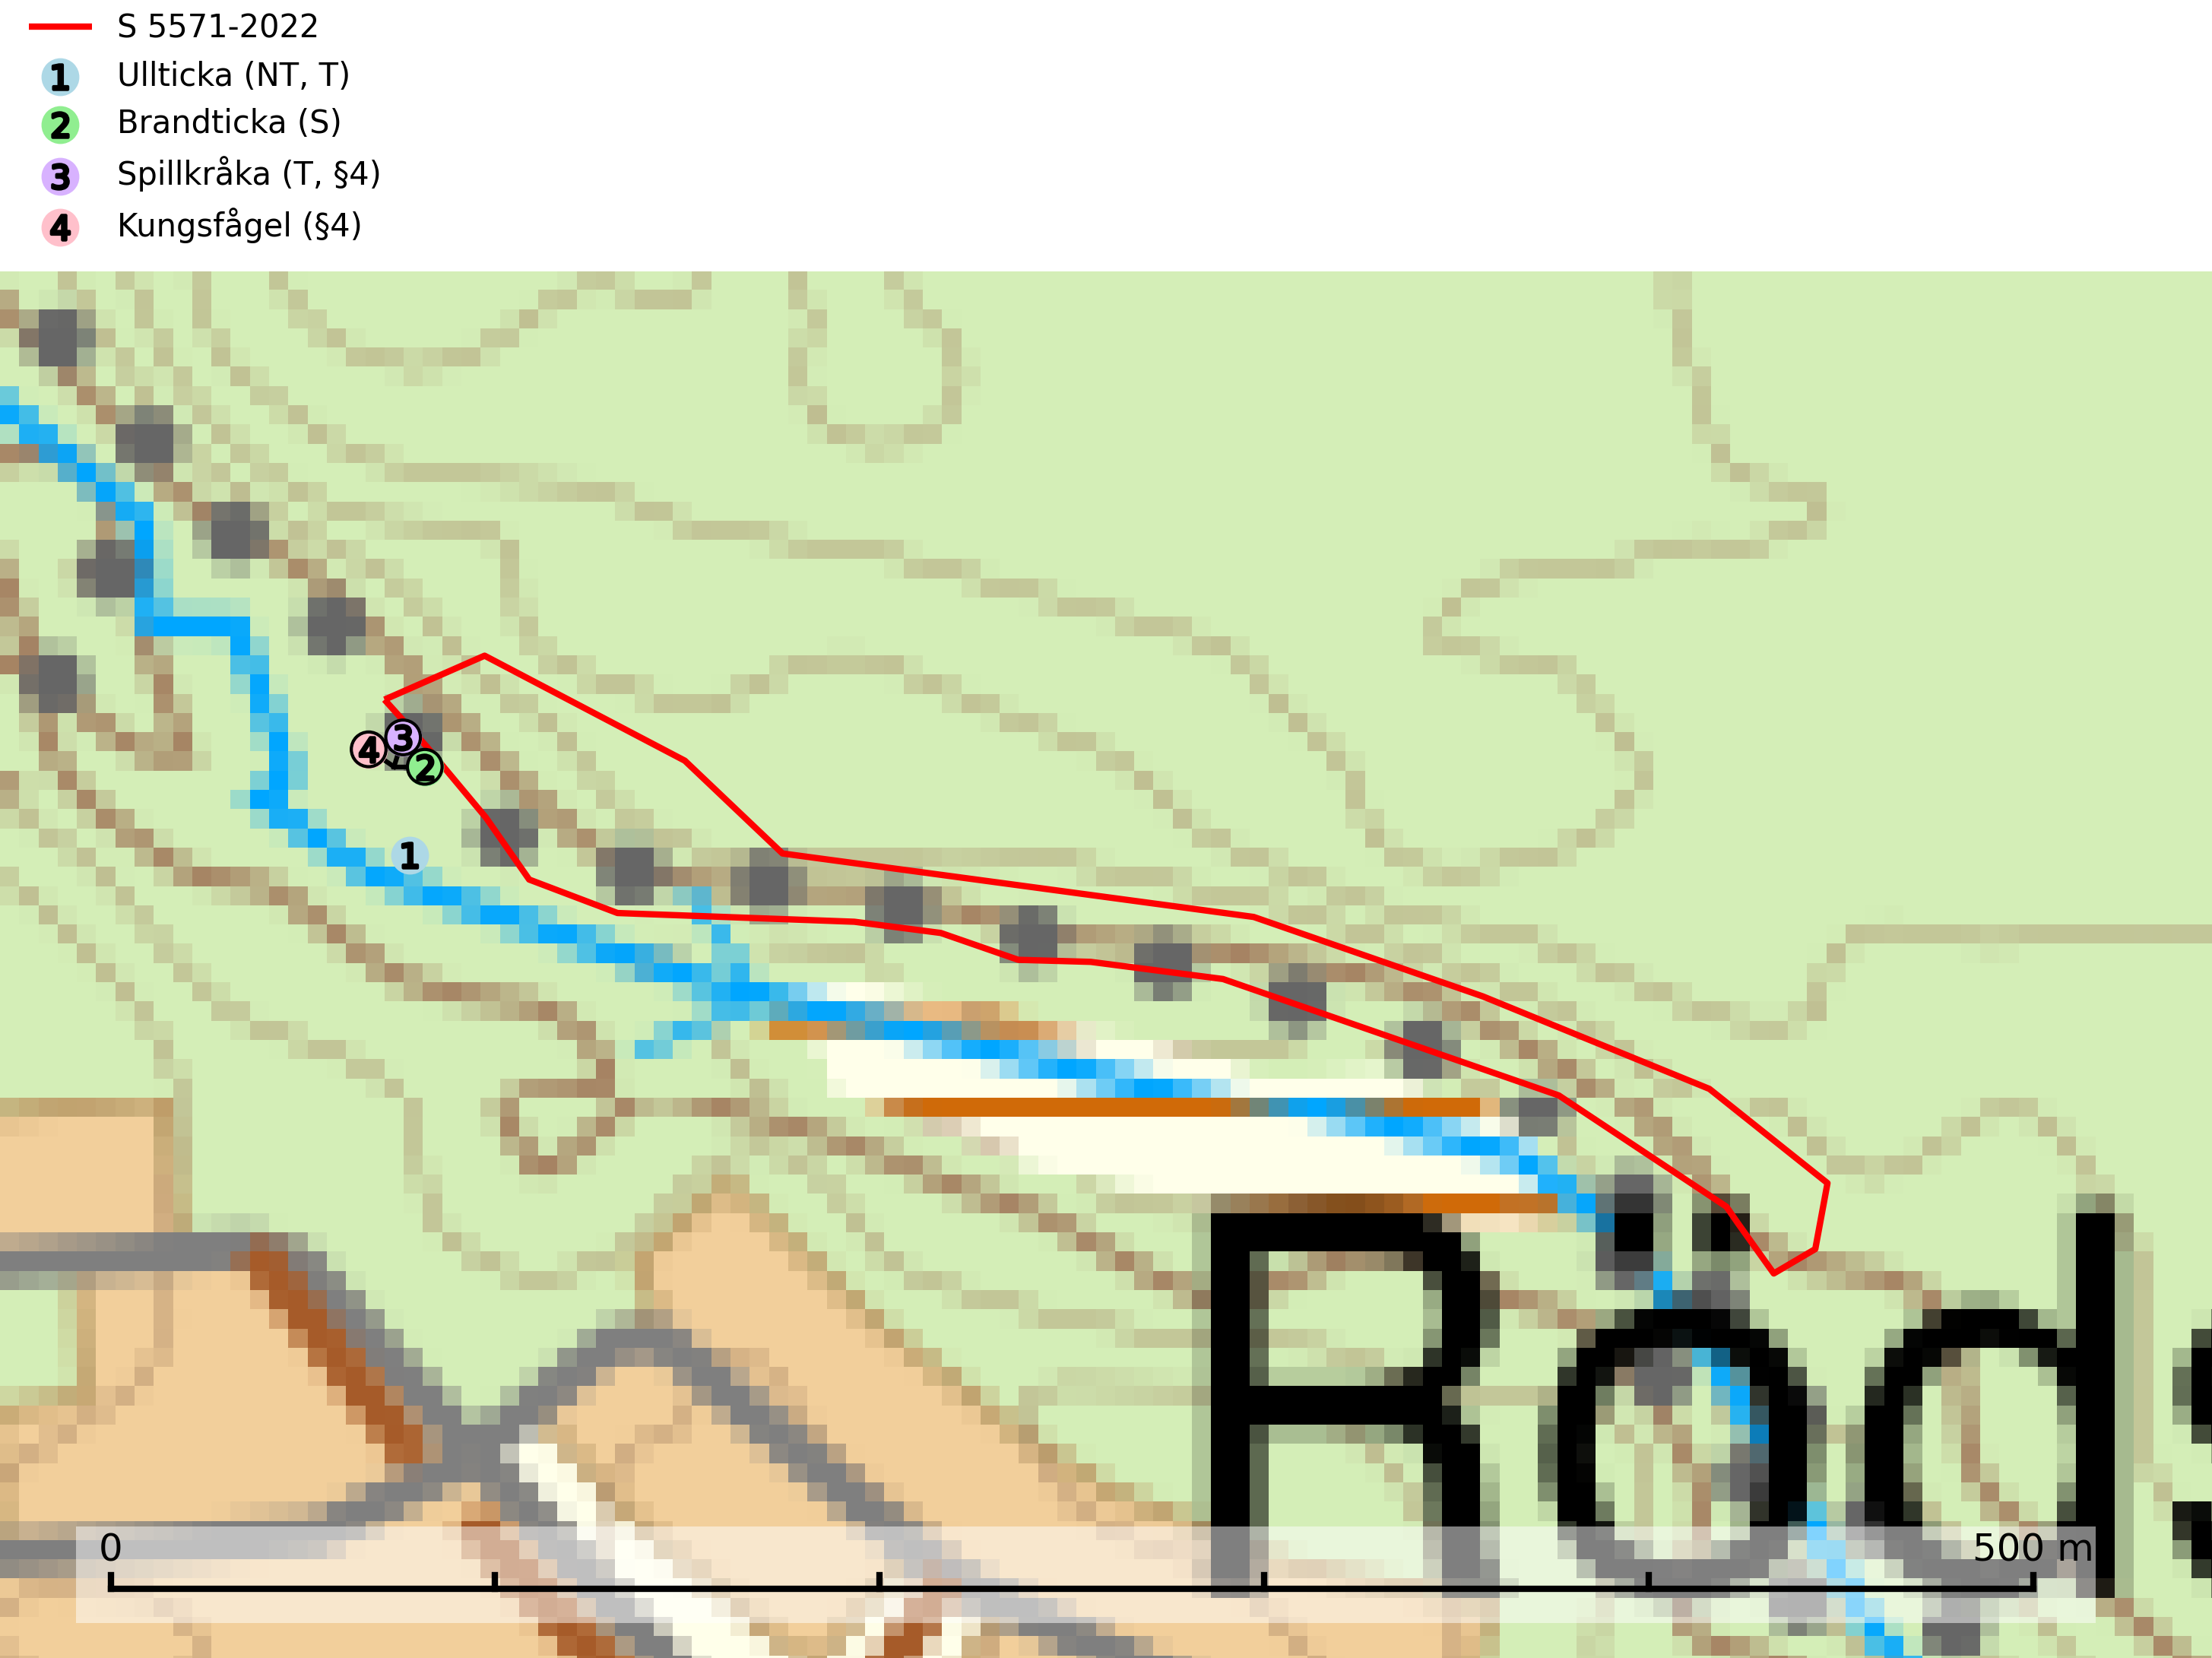 S 5571-2022
1 Ullticka (NT, T)
2 Brandticka (S)
3 Spillkråka (T, §4)
4 Kungsfågel (§4)
3
4
2
1
Rod
0 500 m